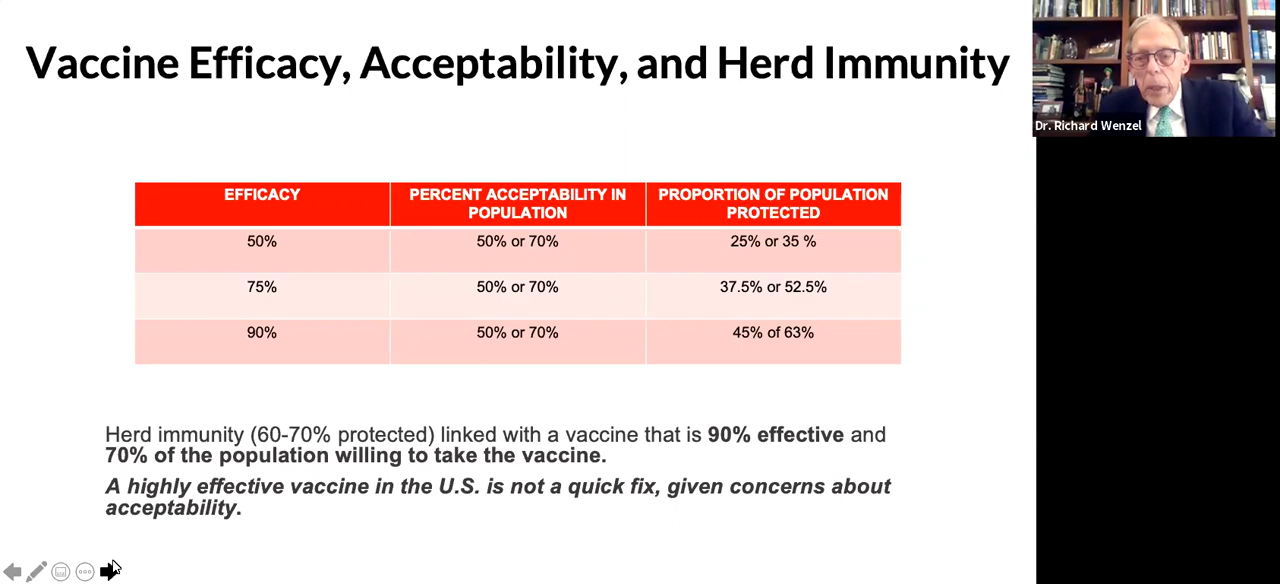 Vaccine Efficacy, Acceptability, and Herd Immunity
Dr. Richard Wenzel
EFFICACY
PERCENT ACCEPTABILITY IN
POPULATION
PROPORTION OF POPULATION
PROTECTED
50%
50% or 70%
25% or 35 %
75%
50% or 70%
37.5% or 52.5%
90%
50% or 70%
45% of 63%
Herd immunity (60-70% protected) linked with a vaccine that is 90% effective and
70% of the population willing to take the vaccine.
A highly effective vaccine in the U.S. is not a quick fix, given concerns about
acceptability.